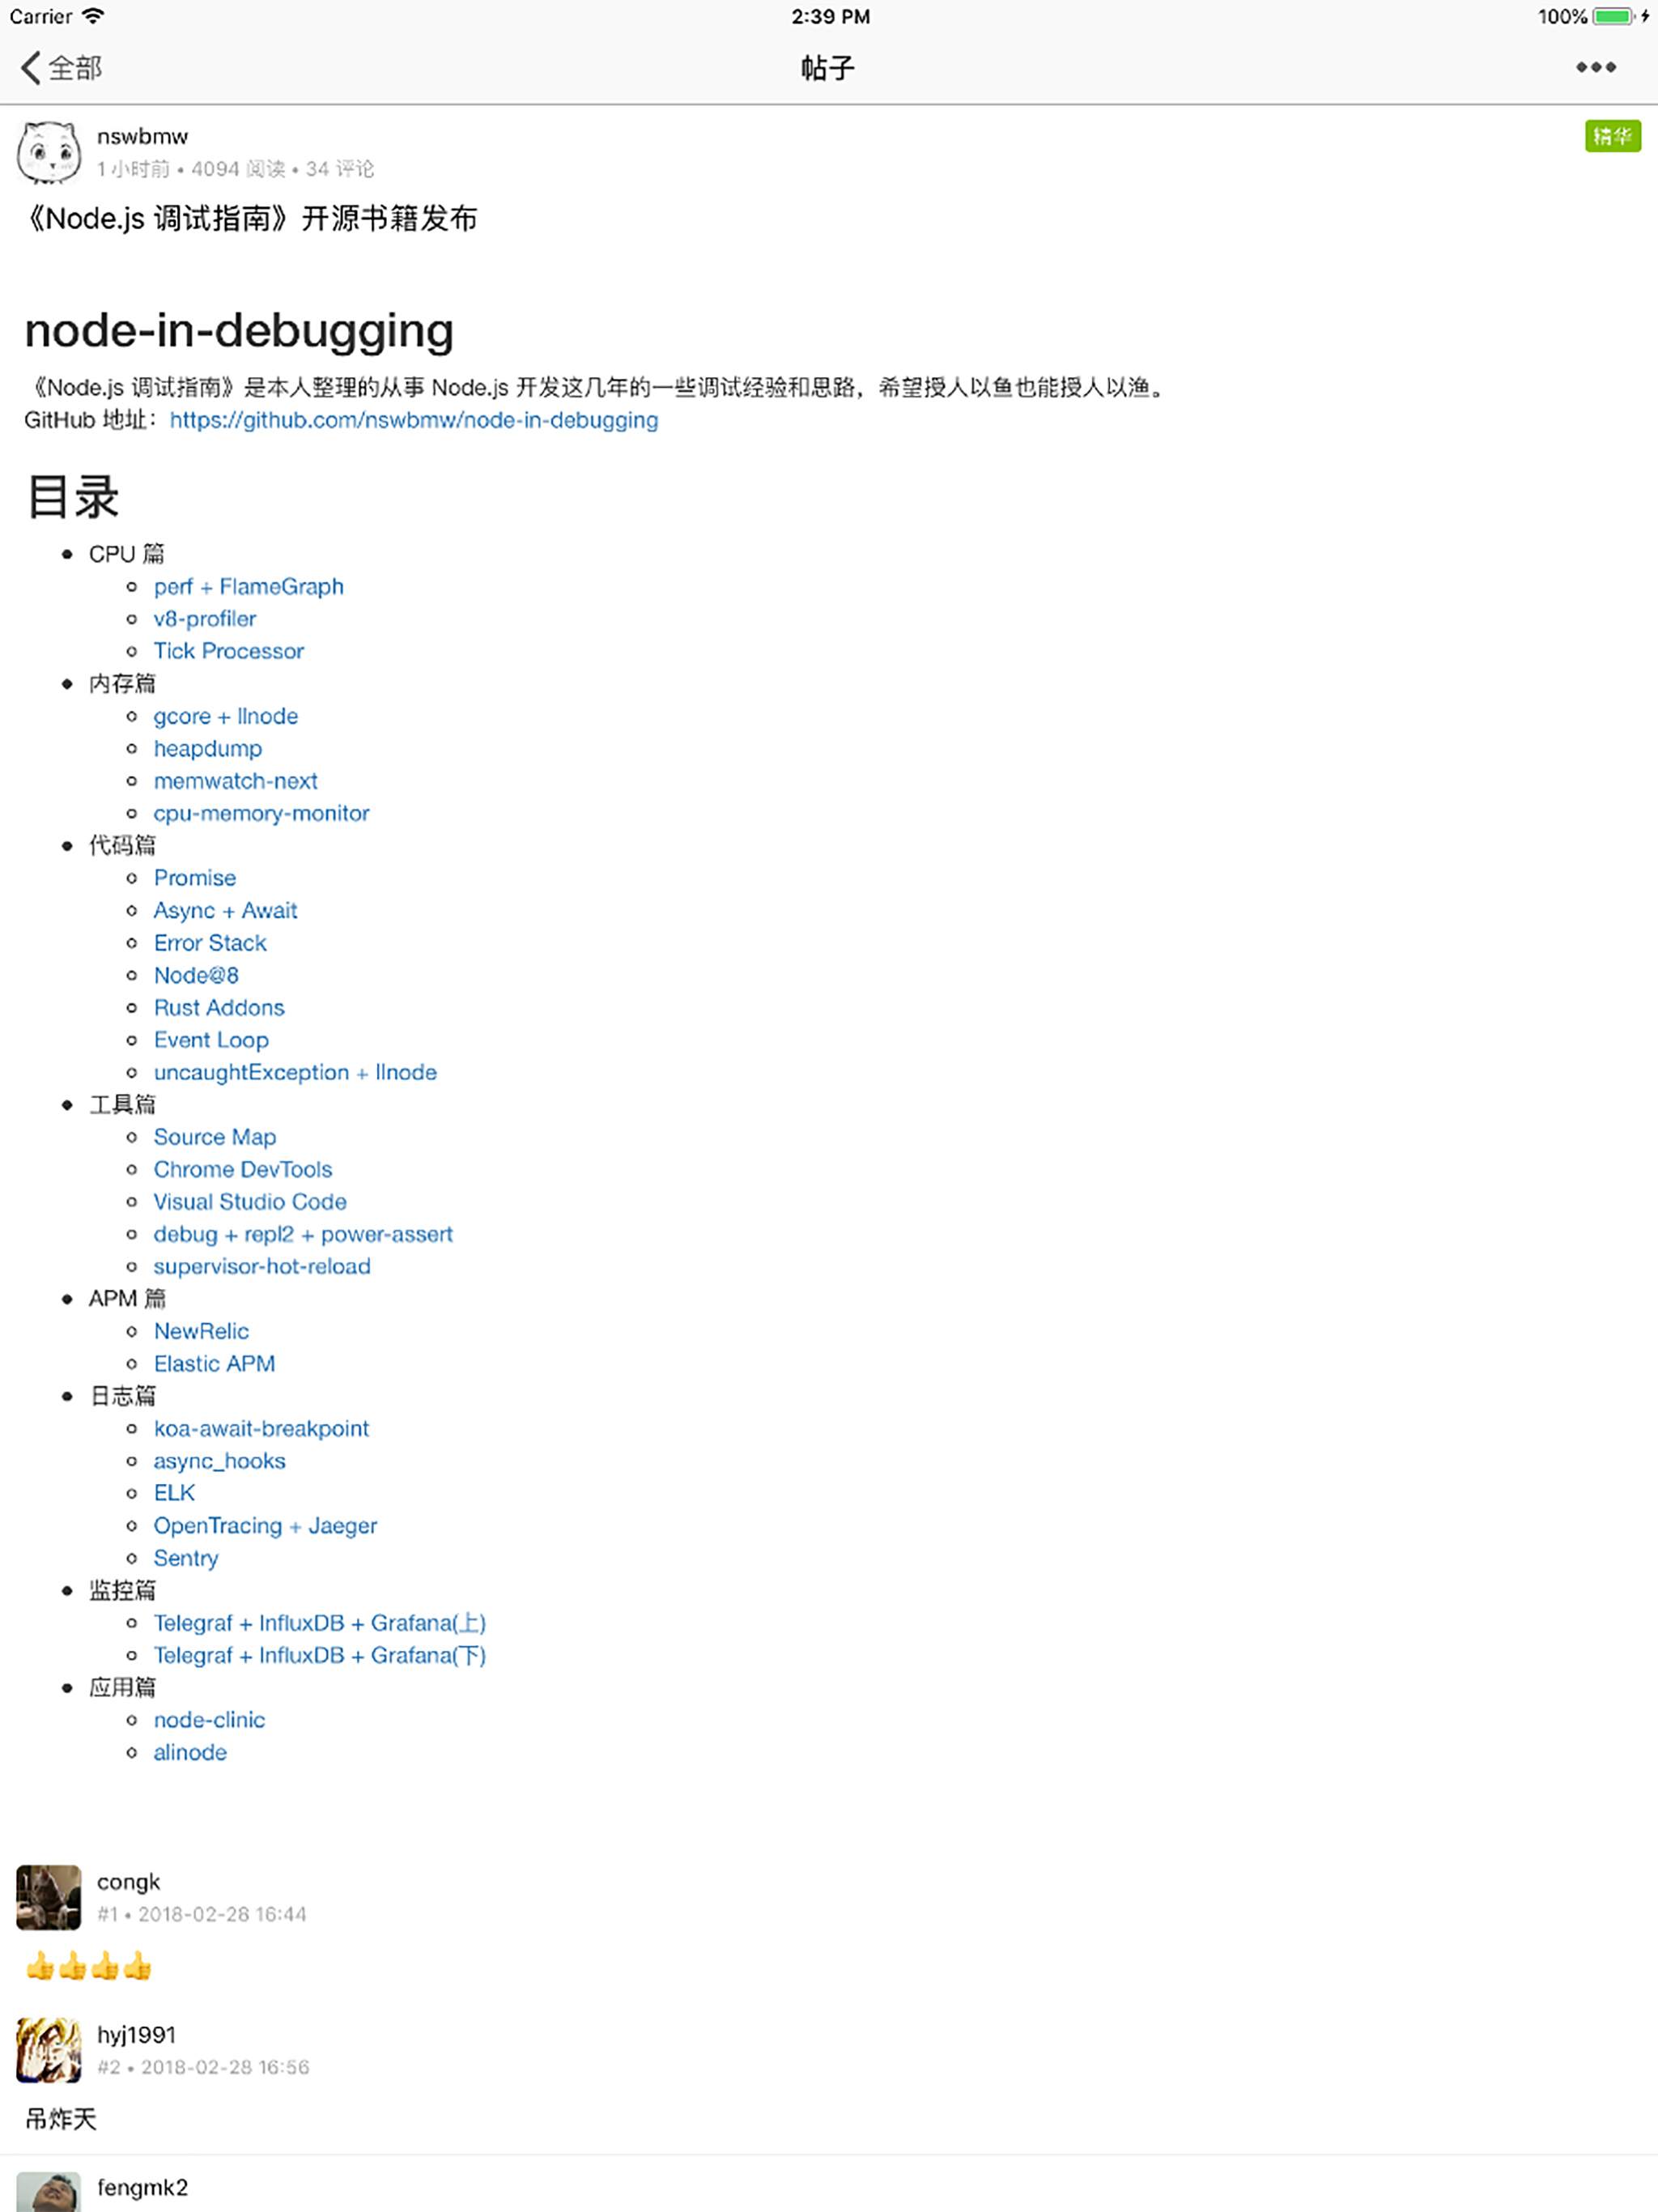 Carrier 2:39 PM 100%
全部 帖子
nswbmw 精华
1 小时前 • 4094 阅读 • 34 评论
《Node.js 调试指南》开源书籍发布
node-in-debugging
《Node.js 调试指南》是本人整理的从事 Node.js 开发这几年的一些调试经验和思路，希望授人以鱼也能授人以渔。
GitHub 地址：https://github.com/nswbmw/node-in-debugging
目录
CPU 篇
perf + FlameGraph
v8-profiler
Tick Processor
内存篇
gcore + llnode
heapdump
memwatch-next
cpu-memory-monitor
代码篇
Promise
Async + Await
Error Stack
Node@8
Rust Addons
Event Loop
uncaughtException + llnode
工具篇
Source Map
Chrome DevTools
Visual Studio Code
debug + repl2 + power-assert
supervisor-hot-reload
APM 篇
NewRelic
Elastic APM
日志篇
koa-await-breakpoint
async_hooks
ELK
OpenTracing + Jaeger
Sentry
监控篇
Telegraf + InfluxDB + Grafana(上)
Telegraf + InfluxDB + Grafana(下)
应用篇
node-clinic
alinode
congk
#1 • 2018-02-28 16:44
👍👍👍👍
hyj1991
#2 • 2018-02-28 16:56
吊炸天
fengmk2